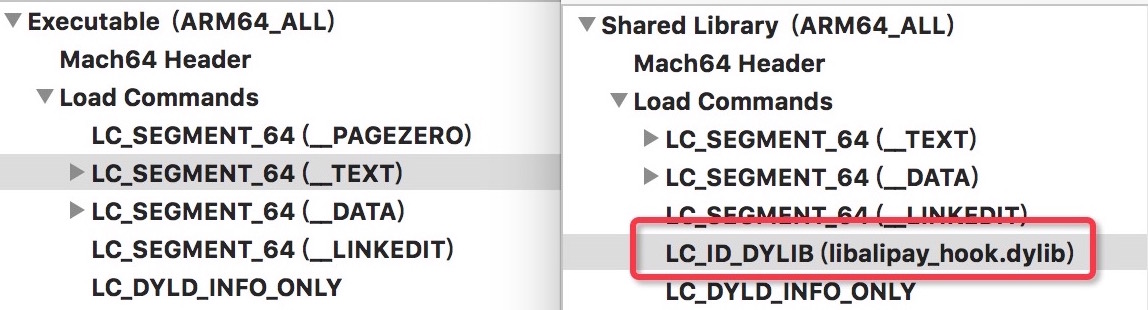 Executable (ARM64_ALL)
Mach64 Header
Load Commands
LC_SEGMENT_64 (__PAGEZERO)
LC_SEGMENT_64 (__TEXT)
LC_SEGMENT_64 (__DATA)
LC_SEGMENT_64 (__LINKEDIT)
LC_DYLD_INFO_ONLY
Shared Library (ARM64_ALL)
Mach64 Header
Load Commands
LC_SEGMENT_64 (__TEXT)
LC_SEGMENT_64 (__DATA)
LC_SEGMENT_64 (__LINKEDIT)
LC_ID_DYLIB (libalipay_hook.dylib)
LC_DYLD_INFO_ONLY